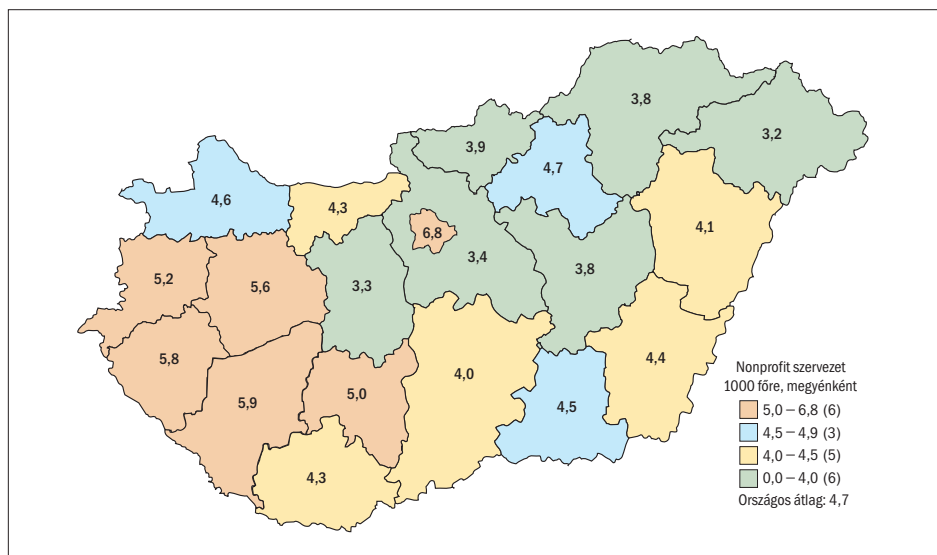 3,8
3,2
3,9
4,7
4,6
4,3
4,1
6,8
3,4
3,8
5,2
5,6
3,3
5,8
5,9
5,0
4,0
4,4
4,5
4,3
Nonprofit szervezet
1000 főre, megyénként
5,0 – 6,8 (6)
4,5 – 4,9 (3)
4,0 – 4,5 (5)
0,0 – 4,0 (6)
Országos átlag: 4,7